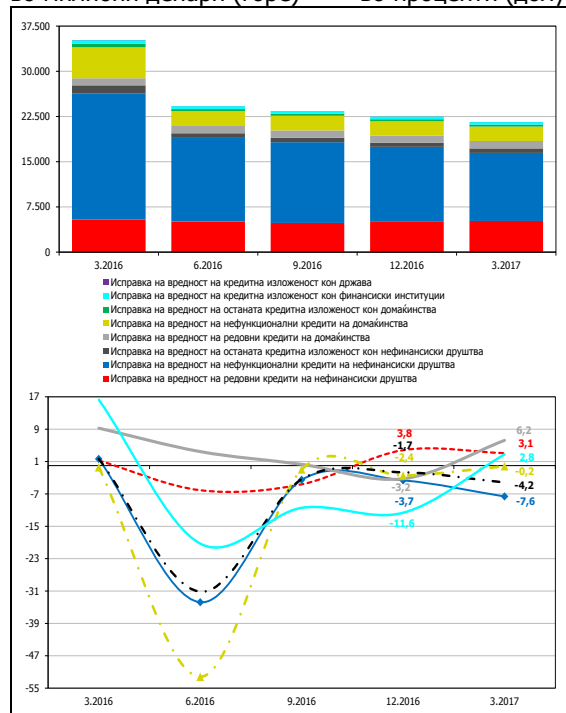 во милиони денари (горе) во проценти (дол)
37.500
30.000
22.500
15.000
7.500
0
3.2016 6.2016 9.2016 12.2016 3.2017
Исправка на вредност на кредитна изложеност кон држава
Исправка на вредност на кредитна изложеност кон финансиски институции
Исправка на вредност на останата кредитна изложеност кон домаќинства
Исправка на вредност на нефункционални кредити на домаќинства
Исправка на вредност на редовни кредити на домаќинства
Исправка на вредност на останата кредитна изложеност кон нефинансиски друштва
Исправка на вредност на нефункционални кредити на нефинансиски друштва
Исправка на вредност на редовни кредити на нефинансиски друштва
17
9
1
-7
-15
-23
-31
-39
-47
-55
3,8
-1,7
-2,4
-3,2
-3,7
-11,6
6,2
3,1
2,8
-0,2
-4,2
-7,6
3.2016 6.2016 9.2016 12.2016 3.2017